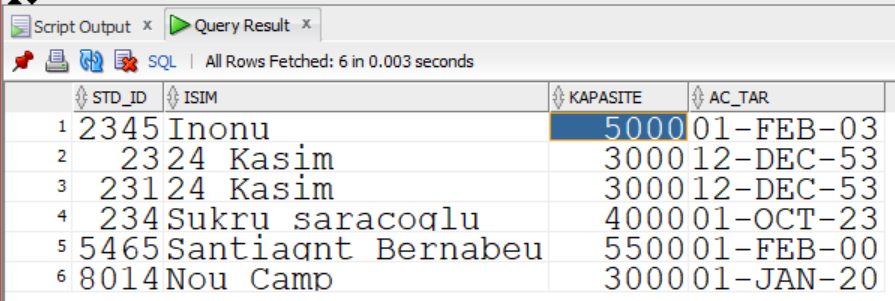 Script Output x Query Result x
SQL | All Rows Fetched: 6 in 0.003 seconds
STD_ID ISIM KAPASITE AC_TAR
1 2345 Inonu 5000 01-FEB-03
2 23 24 Kasim 3000 12-DEC-53
3 231 24 Kasim 3000 12-DEC-53
4 234 Sukru saracoglu 4000 01-OCT-23
5 5465 Santiagnt Bernabeu 5500 01-FEB-00
6 8014 Nou Camp 3000 01-JAN-20